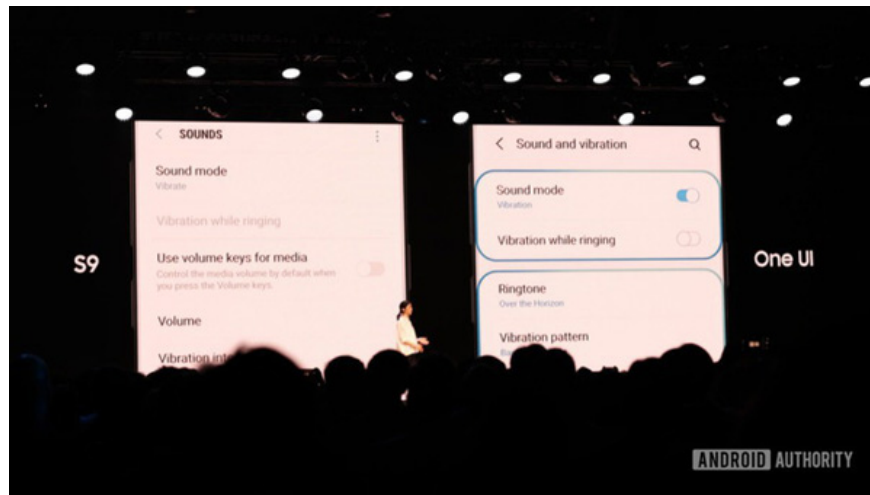 SOUNDS
Sound mode
Vibrate
Vibration while ringing
Use volume keys for media
Control the media volume by default when
you press the Volume keys.
Volume
Vibration
S9
Sound and vibration
Sound mode
Vibration
Vibration while ringing
Ringtone
Over the Horizon
Vibration pattern
One UI
ANDROID AUTHORITY